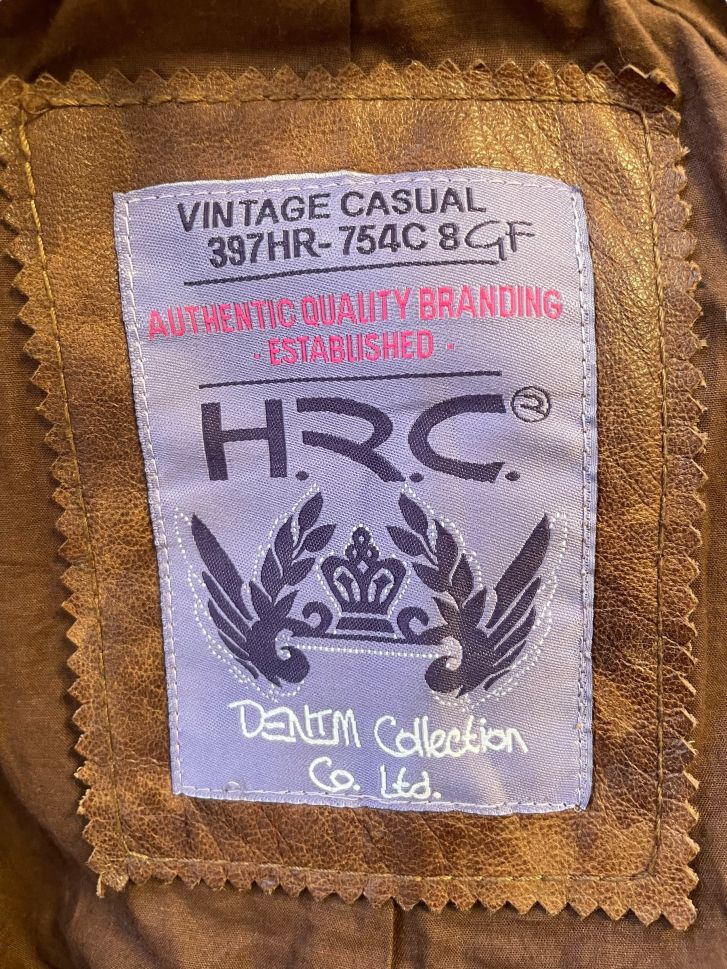 VINTAGE CASUAL
397HR-754C 8GF
AUTHENTIC QUALITY BRANDING
- ESTABLISHED -
H.R.C.®
DENIM Collection
Co. Ltd.